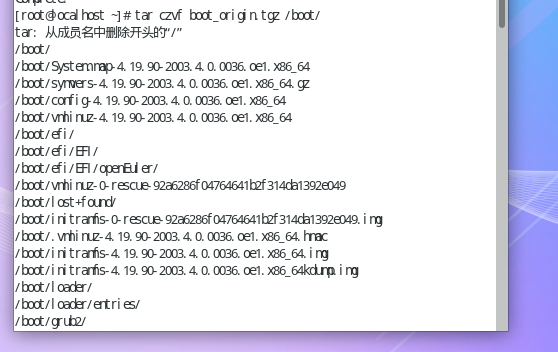 Complete!
[root@localhost ~]# tar czvf boot_origin.tgz /boot/
tar: 从成员名中删除开头的“/”
/boot/
/boot/System.map-4.19.90-2003.4.0.0036.oe1.x86_64
/boot/symvers-4.19.90-2003.4.0.0036.oe1.x86_64.gz
/boot/config-4.19.90-2003.4.0.0036.oe1.x86_64
/boot/vmlinuz-4.19.90-2003.4.0.0036.oe1.x86_64
/boot/efi/
/boot/efi/EFI/
/boot/efi/EFI/openEuler/
/boot/vmlinuz-0-rescue-92a6286f04764641b2f314da1392e049
/boot/lost+found/
/boot/initramfs-0-rescue-92a6286f04764641b2f314da1392e049.img
/boot/.vmlinuz-4.19.90-2003.4.0.0036.oe1.x86_64.hmac
/boot/initramfs-4.19.90-2003.4.0.0036.oe1.x86_64.img
/boot/initramfs-4.19.90-2003.4.0.0036.oe1.x86_64kdump.img
/boot/loader/
/boot/loader/entries/
/boot/grub2/